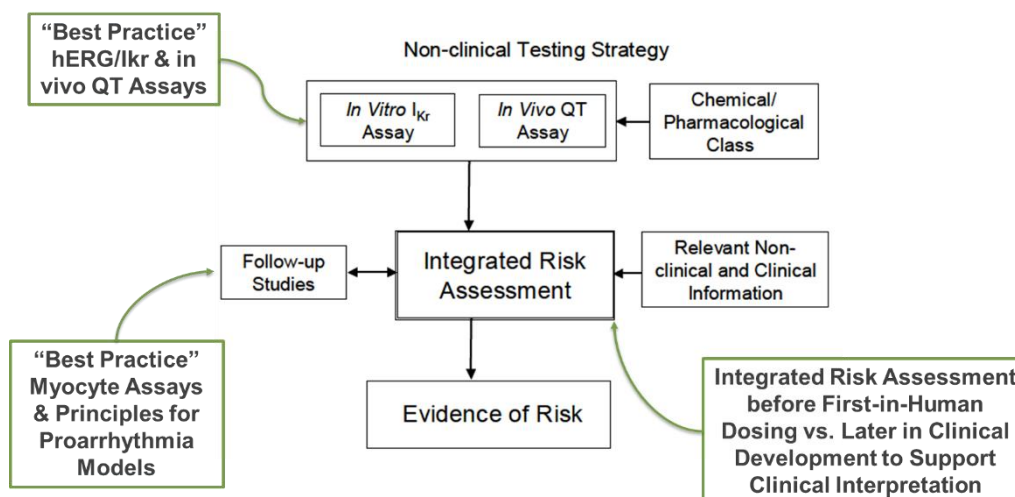 “Best Practice”
hERG/Ikr & in
vivo QT Assays
Non-clinical Testing Strategy
In Vitro IKr
Assay
In Vivo QT
Assay
Chemical/
Pharmacological
Class
Follow-up
Studies
Integrated Risk
Assessment
Relevant Non-
clinical and Clinical
Information
“Best Practice”
Myocyte Assays
& Principles for
Proarrhythmia
Models
Evidence of Risk
Integrated Risk Assessment
before First-in-Human
Dosing vs. Later in Clinical
Development to Support
Clinical Interpretation